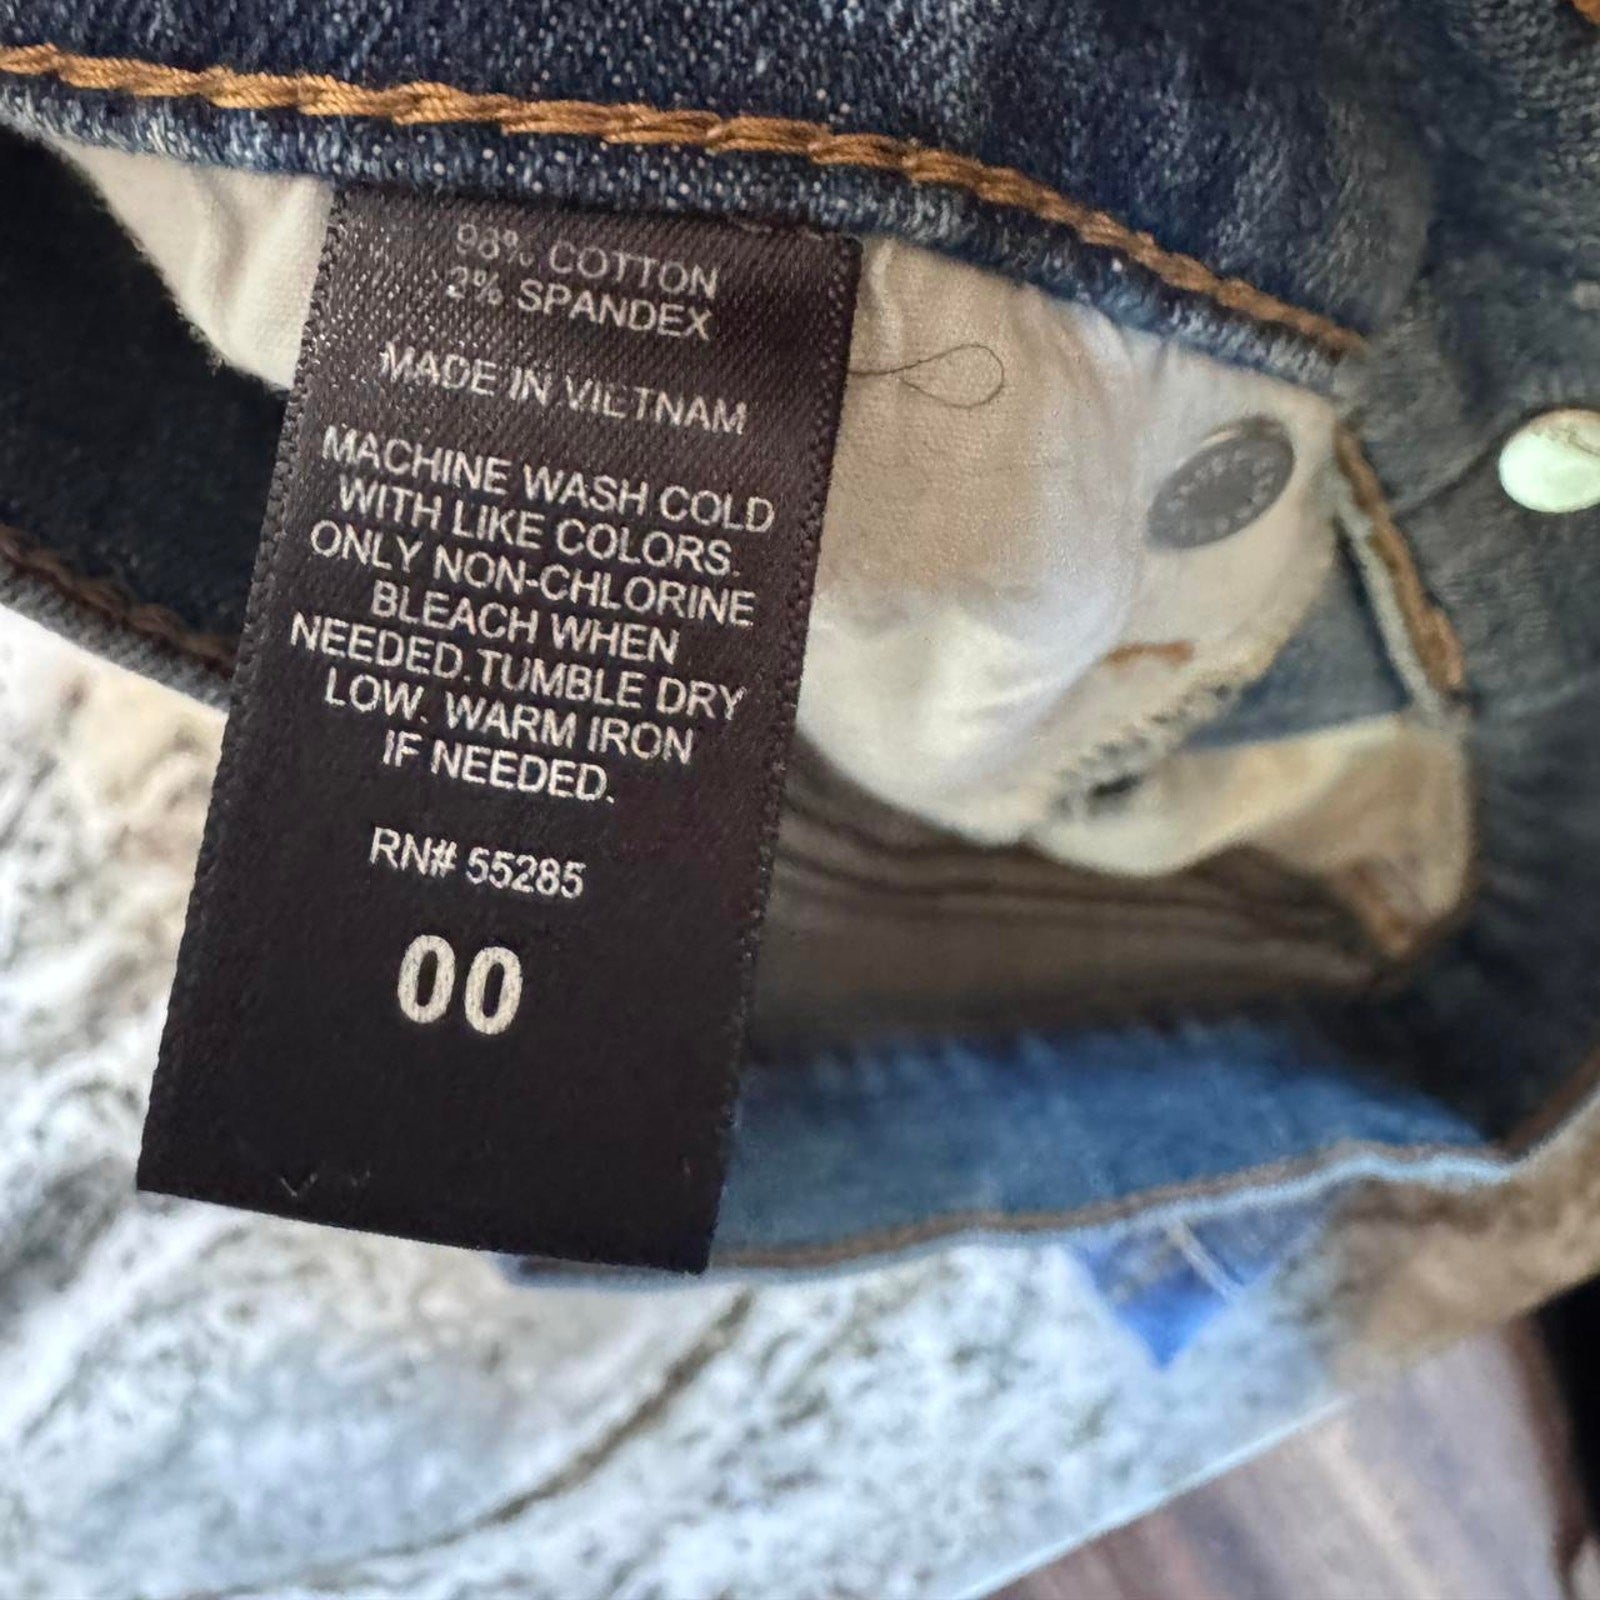 98% COTTON
2% SPANDEX
MADE IN VIETNAM
MACHINE WASH COLD
WITH LIKE COLORS.
ONLY NON-CHLORINE
BLEACH WHEN
NEEDED.TUMBLE DRY
LOW. WARM IRON
IF NEEDED.
RN# 55285
00